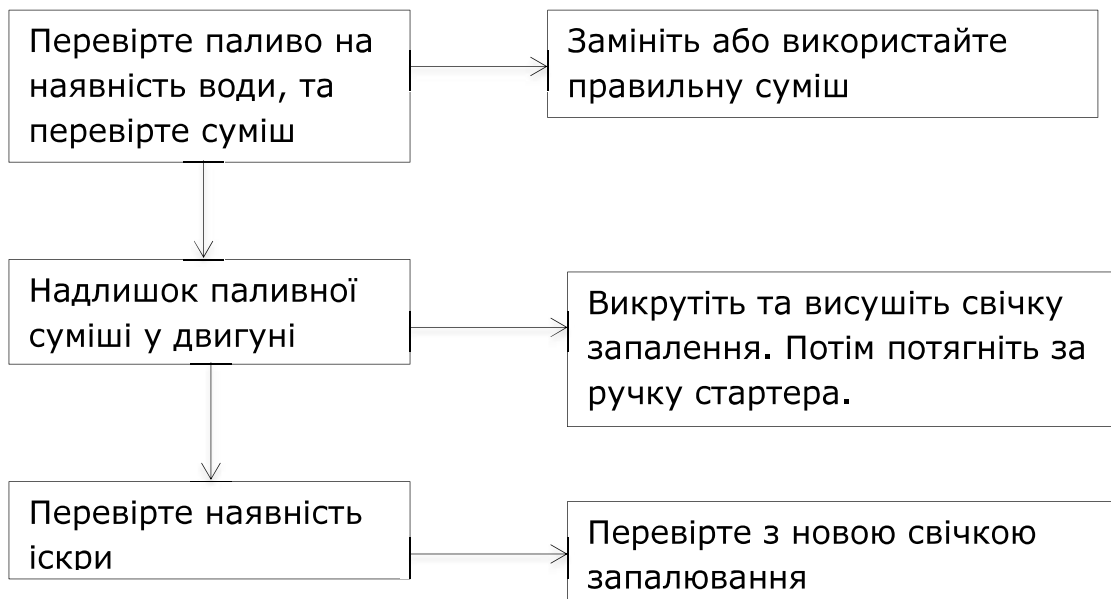 Перевірте паливо на
наявність води, та
перевірте суміш
Замініть або використайте
правильну суміш
Надлишок паливної
суміші у двигуні
Викрутіть та висушіть свічку
запалення. Потім потягніть за
ручку стартера.
Перевірте наявність
іскри
Перевірте з новою свічкою
запалювання